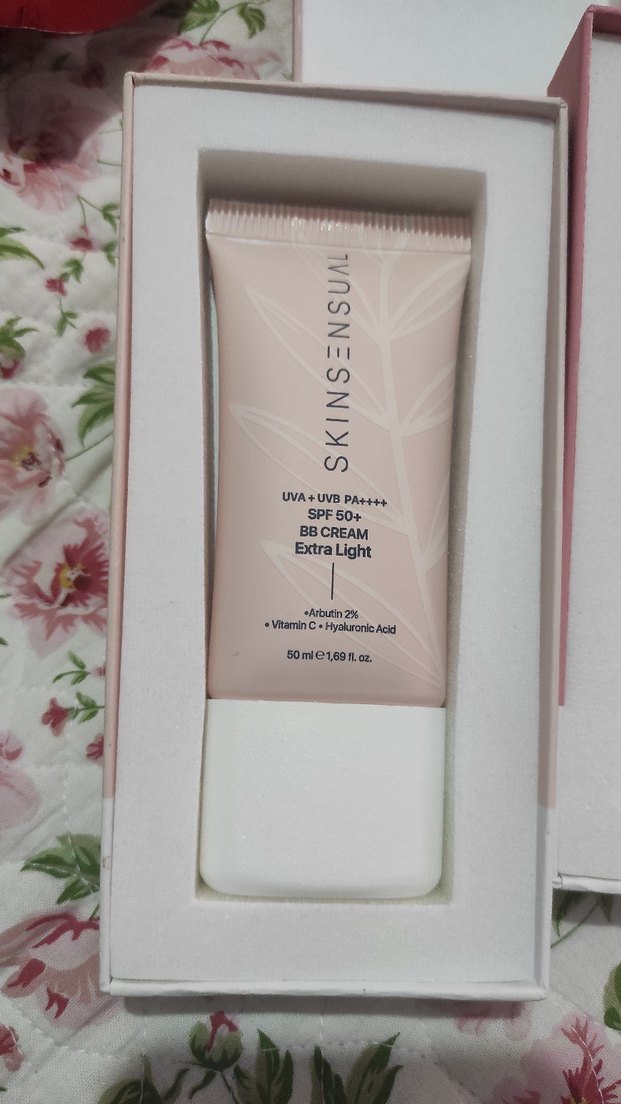 SKINSENSUAL
UVA + UVB PA++++
SPF 50+
BB CREAM
Extra Light
•Arbutin 2%
• Vitamin C • Hyaluronic Acid
50 ml ℮ 1,69 fl. oz.